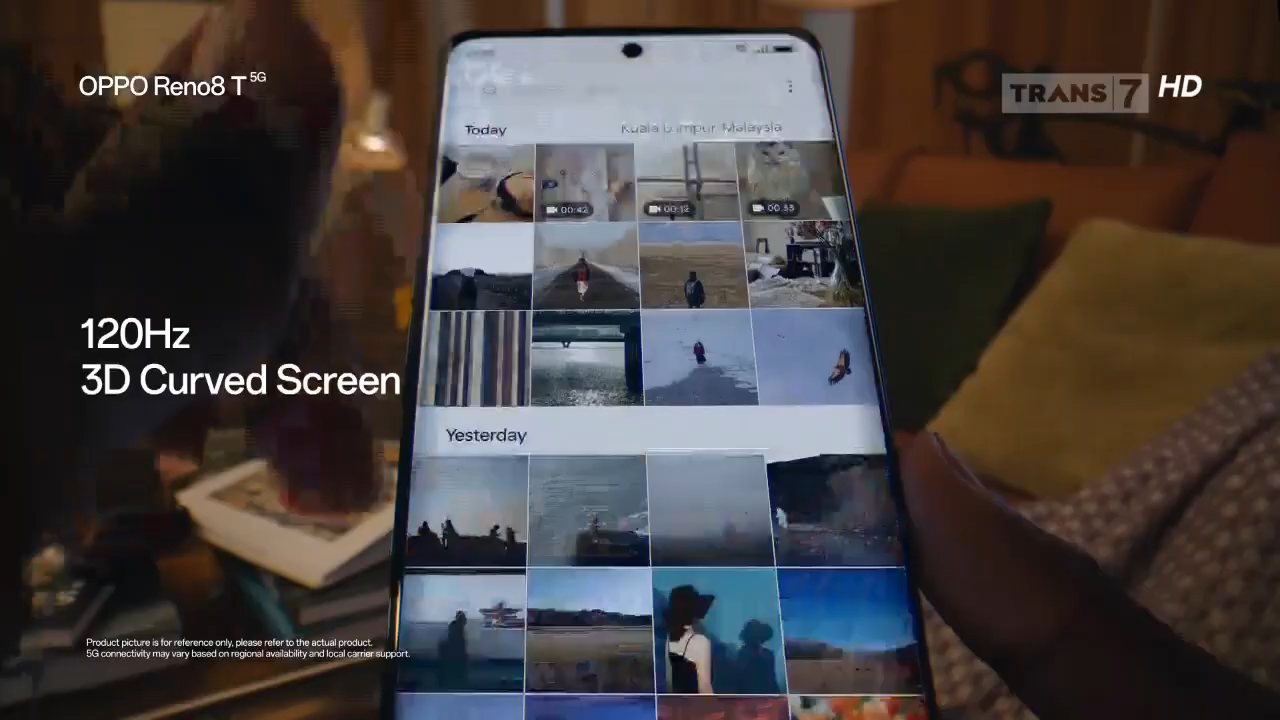 OPPO Reno8 T 5G
TRANS|7 HD
Today
Kuala Lumpur Malaysia
00:42
00:12
00:33
120Hz
3D Curved Screen
Yesterday
Product picture is for reference only, please refer to the actual product.
5G connectivity may vary based on regional availability and local carrier support.